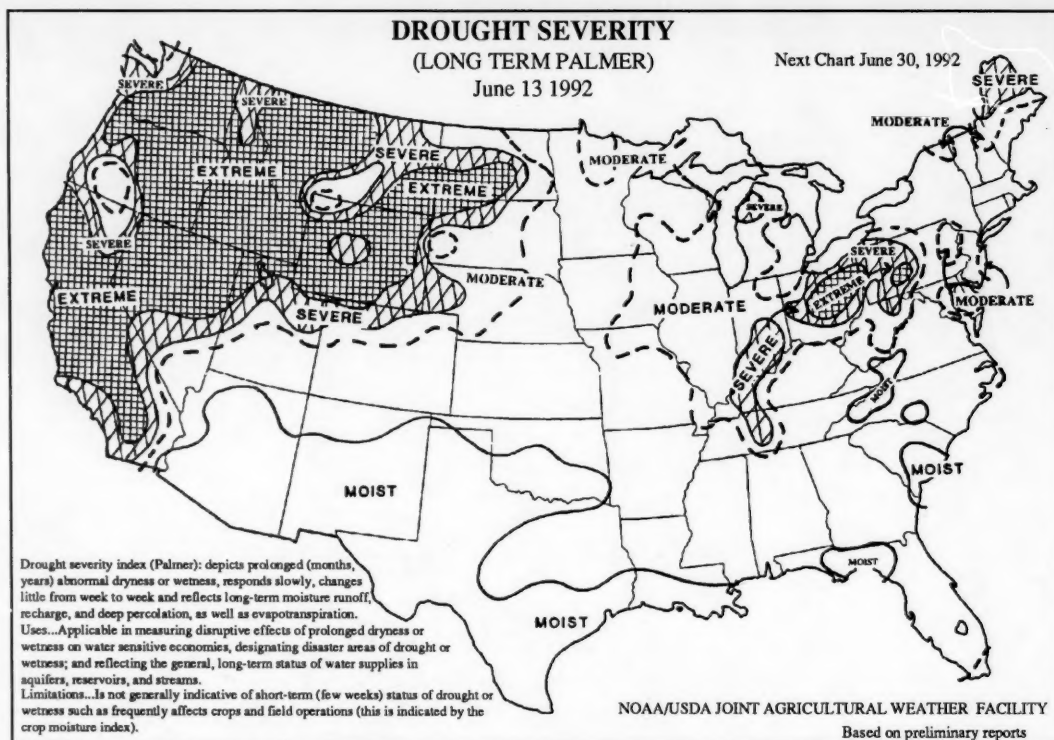 DROUGHT SEVERITY
(LONG TERM PALMER)
June 13 1992
Next Chart June 30, 1992
SEVERE
SEVERE
SEVERE
MODERATE
SEVERE
MODERATE
EXTREME
EXTREME
SEVERE
SEVERE
SEVERE
MODERATE
EXTREME
EXTREME
MODERATE
MODERATE
SEVERE
SEVERE
MOIST
MOIST
MOIST
MOIST
MOIST
Drought severity index (Palmer): depicts prolonged (months,
years) abnormal dryness or wetness, responds slowly, changes
little from week to week and reflects long-term moisture runoff,
recharge, and deep percolation, as well as evapotranspiration.
Uses...Applicable in measuring disruptive effects of prolonged dryness or
wetness on water sensitive economies, designating disaster areas of drought or
wetness; and reflecting the general, long-term status of water supplies in
aquifers, reservoirs, and streams.
Limitations...Is not generally indicative of short-term (few weeks) status of drought or
wetness such as frequently affects crops and field operations (this is indicated by the
crop moisture index).
NOAA/USDA JOINT AGRICULTURAL WEATHER FACILITY
Based on preliminary reports